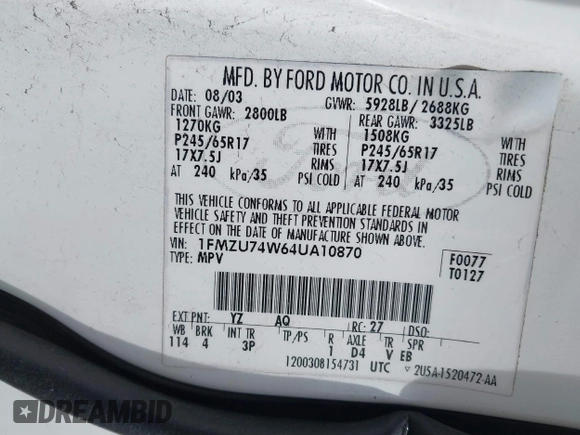 MFD. BY FORD MOTOR CO. IN U.S.A.
DATE: 08/03 GVWR: 5928LB/ 2688KG
FRONT GAWR: 2800LB REAR GAWR: 3325LB
1270KG WITH 1508KG WITH
P245/65R17 TIRES P245/65R17 TIRES
17X7.5J RIMS 17X7.5J RIMS
AT 240 kPa/35 PSI COLD AT 240 kPa/35 PSI COLD
THIS VEHICLE CONFORMS TO ALL APPLICABLE FEDERAL MOTOR
VEHICLE SAFETY AND THEFT PREVENTION STANDARDS IN
EFFECT ON THE DATE OF MANUFACTURE SHOWN ABOVE.
VIN: 1FMZU74W64UA10870 F0077
TYPE: MPV T0127
EXT PNT: YZ AQ RC: 27 DSO:
WB BRK INT TR TP/PS R AXLE TR SPR
114 4 3P 1 D4 V EB
1200308154731 UTC ▽ 2U5A-1520472-AA
Ford
DREAMBID